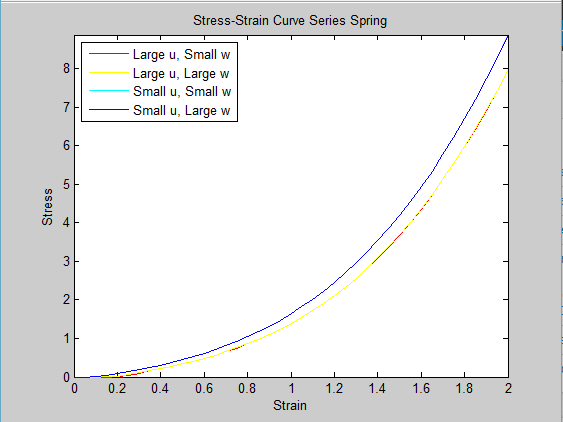 Stress-Strain Curve Series Spring
Large u, Small w
Large u, Large w
Small u, Small w
Small u, Large w
8
7
6
5
4
3
2
1
0
Stress
0 0.2 0.4 0.6 0.8 1 1.2 1.4 1.6 1.8 2
Strain